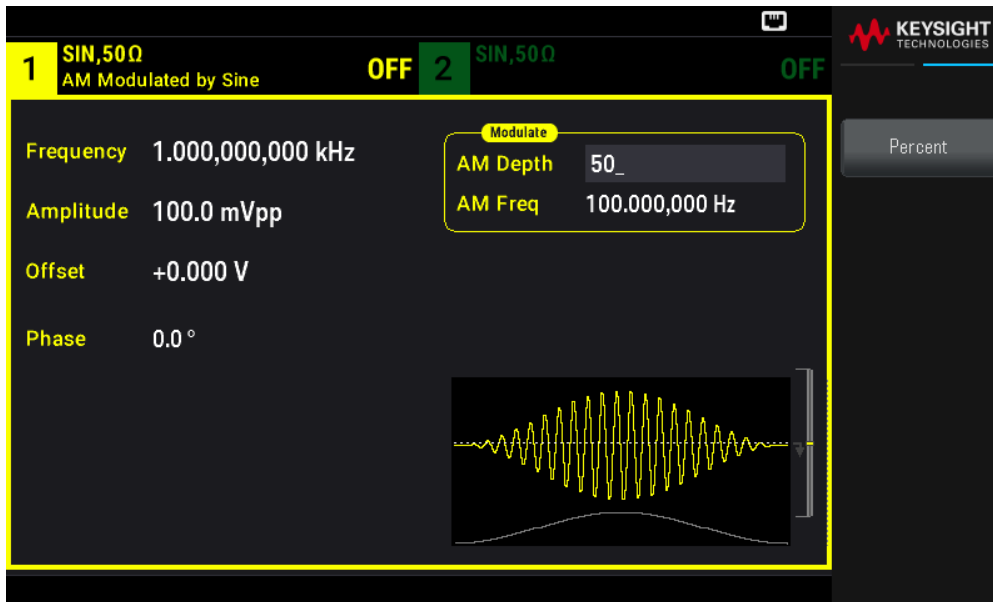 KEYSIGHT
TECHNOLOGIES
1
SIN,50Ω
AM Modulated by Sine
OFF
2
SIN,50Ω
OFF
Frequency 1.000,000,000 kHz
Amplitude 100.0 mVpp
Offset +0.000 V
Phase 0.0 °
Modulate
AM Depth 50_
AM Freq 100.000,000 Hz
Percent